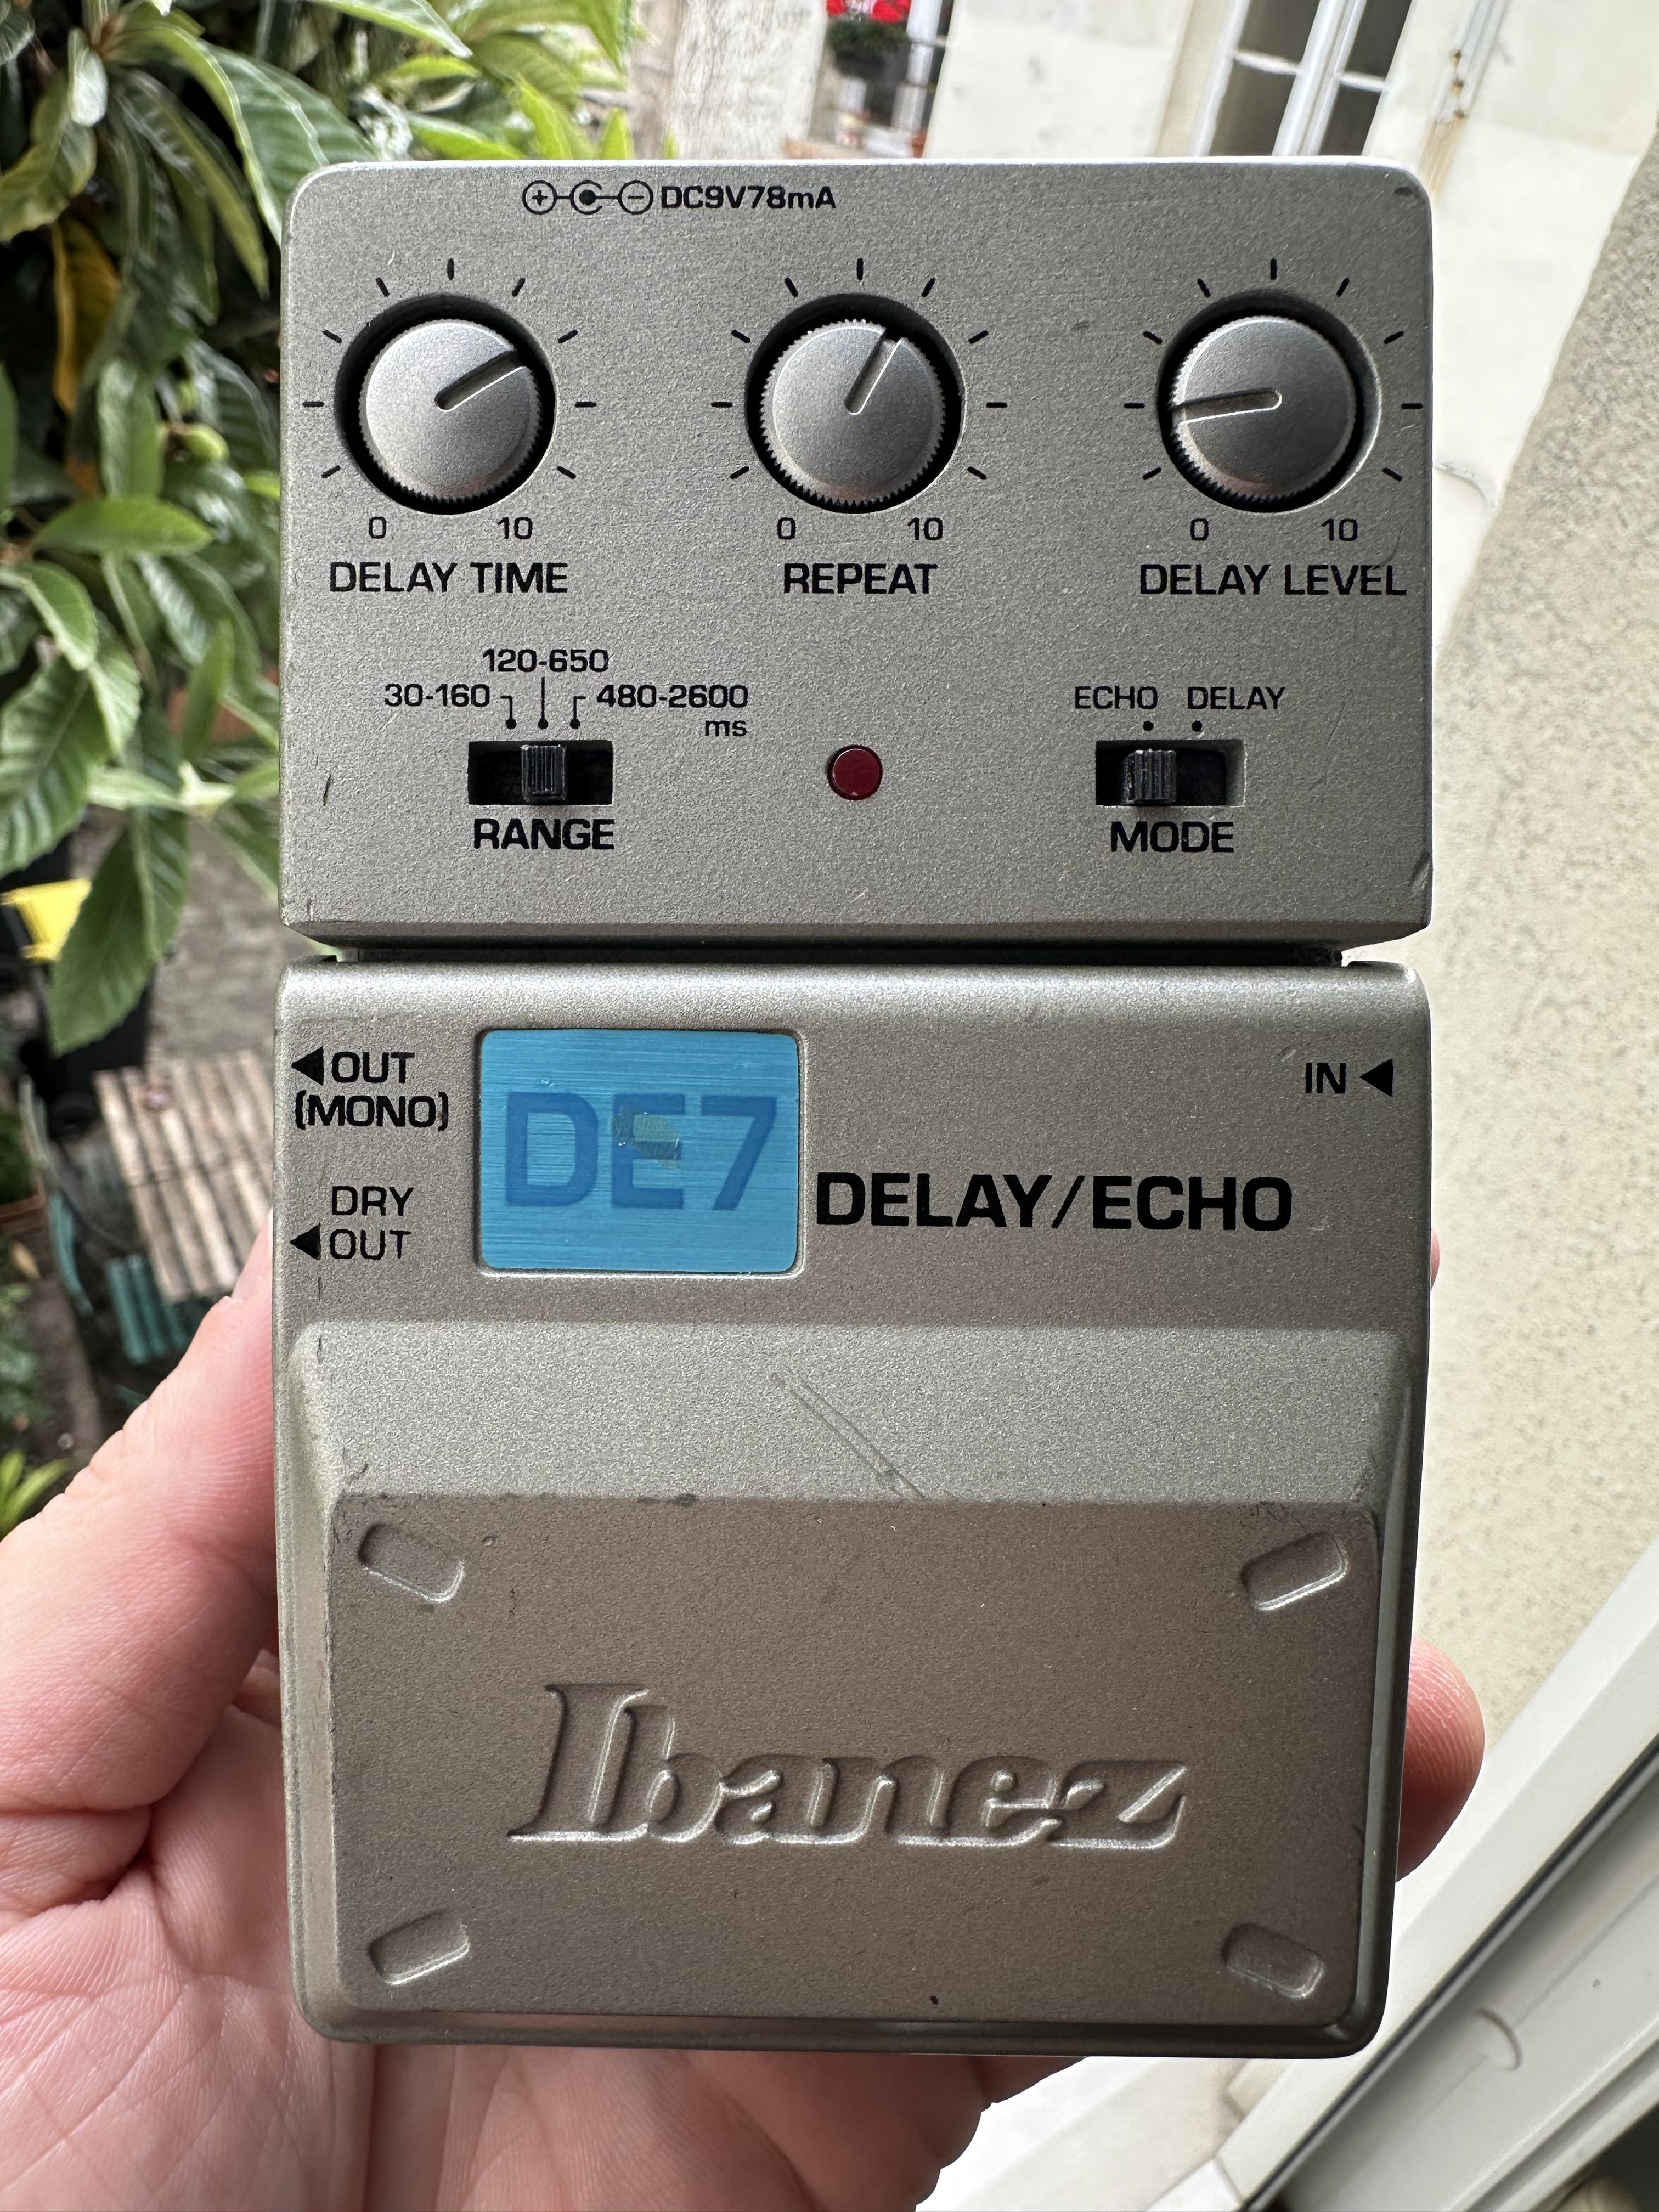 DC9V78mA
0 10 0 10 0 10
DELAY TIME REPEAT DELAY LEVEL
120-650
30-160 480-2600
ms
ECHO DELAY
RANGE MODE
OUT
(MONO)
IN
DE7
DRY
OUT
DELAY/ECHO
Ibanez